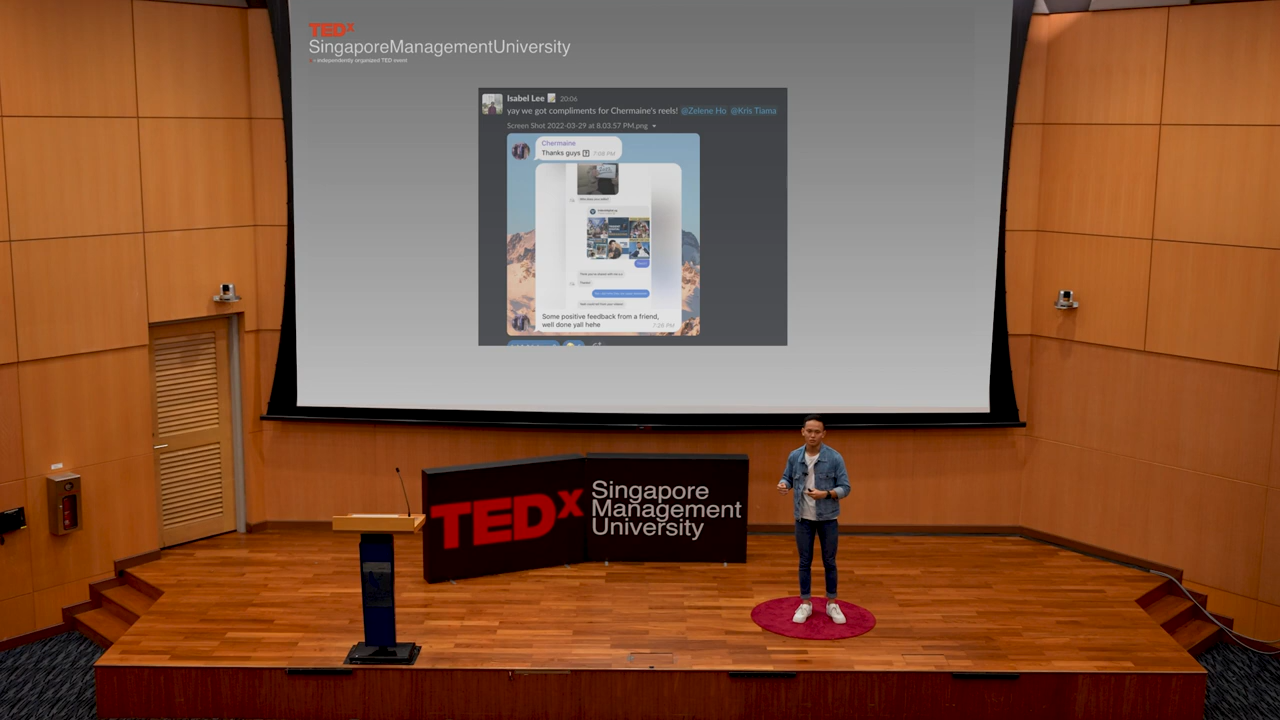 TEDx
SingaporeManagementUniversity
x = independently organized TED event
Isabel Lee 20:06
yay we got compliments for Chermaine's reels! @Zelene Ho @Kris Tiama
Screen Shot 2022-03-29 at 8.03.57 PM.png
Chermaine
Thanks guys 7:08 PM
Some positive feedback from a friend,
well done yall hehe 7:28 PM
TEDx
Singapore
Management
University